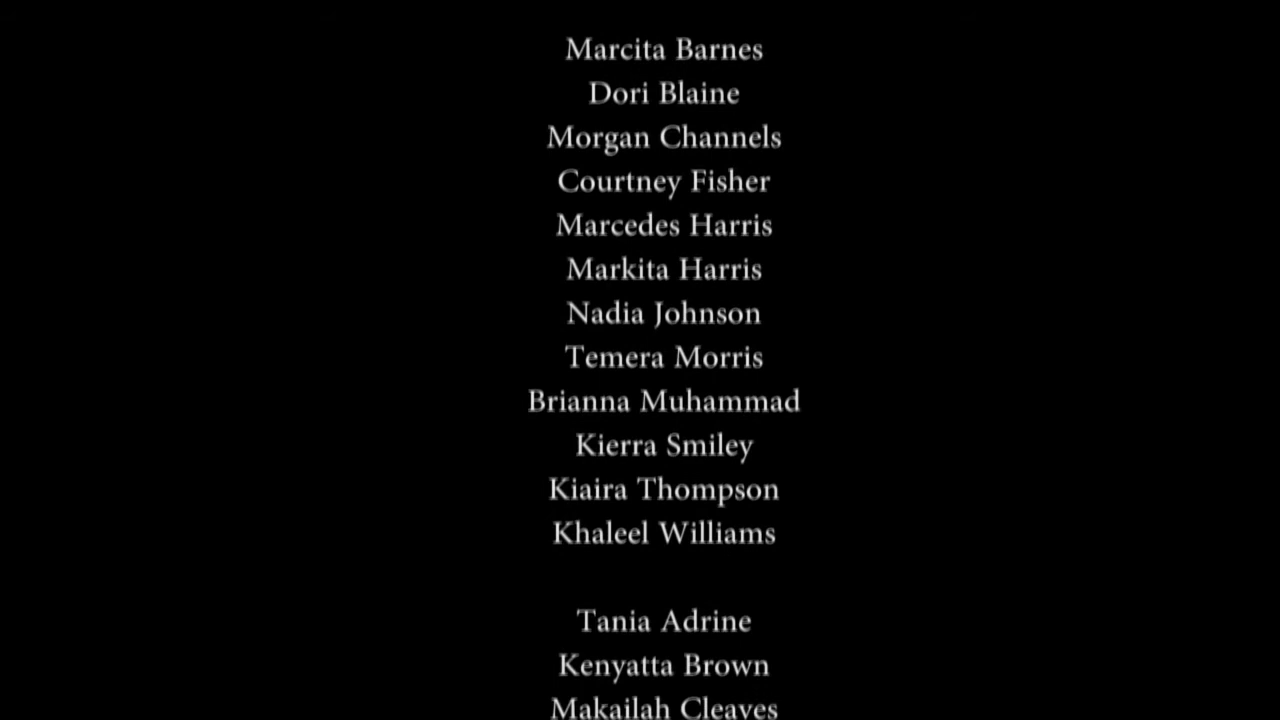 Marcita Barnes
Dori Blaine
Morgan Channels
Courtney Fisher
Marcedes Harris
Markita Harris
Nadia Johnson
Temera Morris
Brianna Muhammad
Kierra Smiley
Kiaira Thompson
Khaleel Williams
Tania Adrine
Kenyatta Brown
Makailah Cleaves